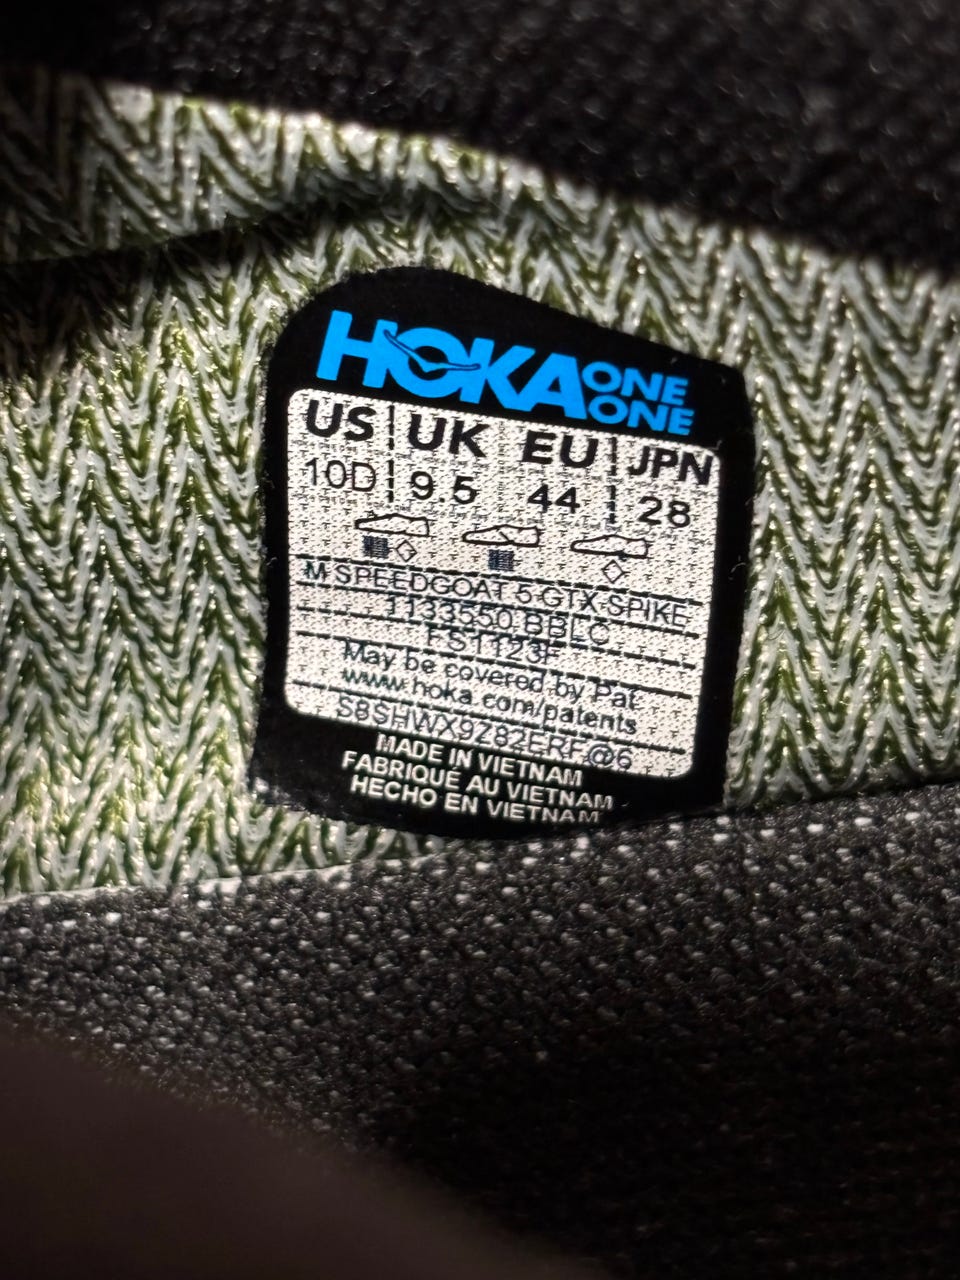 HOKA ONE ONE
US UK EU JPN
10D 9.5 44 28
M SPEEDGOAT 5 GTX SPIKE
1133550 BBLC
FS1123F
May be covered by Pat.
www.hoka.com/patents
S8SHWX9Z82ERF@6
MADE IN VIETNAM
FABRIQUÉ AU VIETNAM
HECHO EN VIETNAM